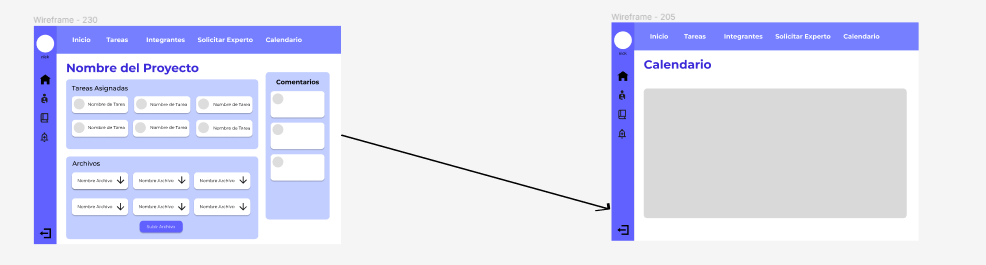 Wireframe - 230
Inicio Tareas Integrantes Solicitar Experto Calendario
Nombre del Proyecto
Tareas Asignadas
Nombre de Tarea Nombre de Tarea Nombre de Tarea
Nombre de Tarea Nombre de Tarea Nombre de Tarea
Archivos
Nombre Archivo Nombre Archivo Nombre Archivo
Nombre Archivo Nombre Archivo Nombre Archivo
Subir Archivo
Comentarios
Wireframe - 205
Inicio Tareas Integrantes Solicitar Experto Calendario
Calendario